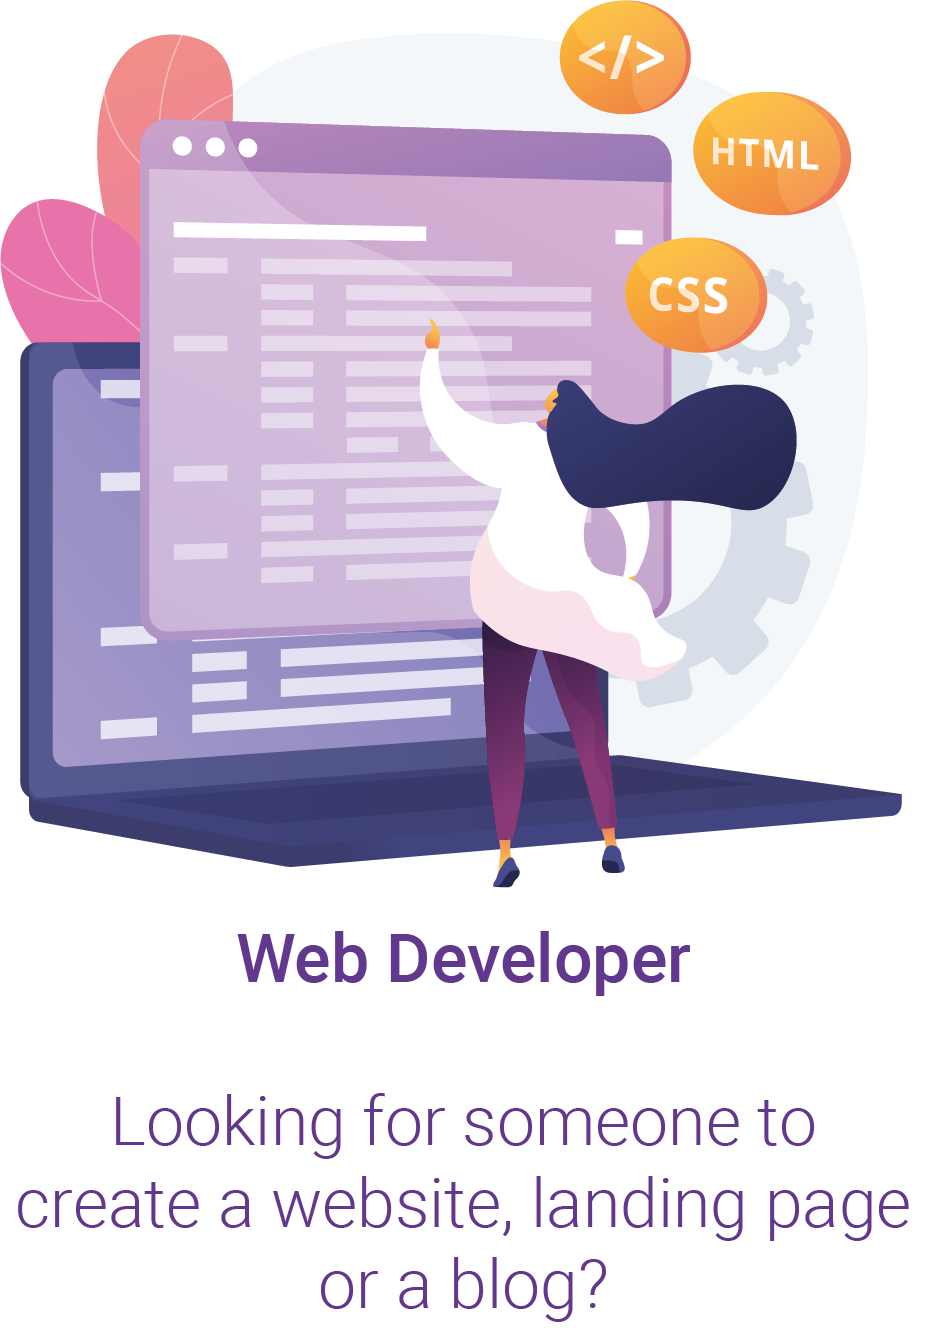 </>
HTML
CSS
Web Developer
Looking for someone to
create a website, landing page
or a blog?